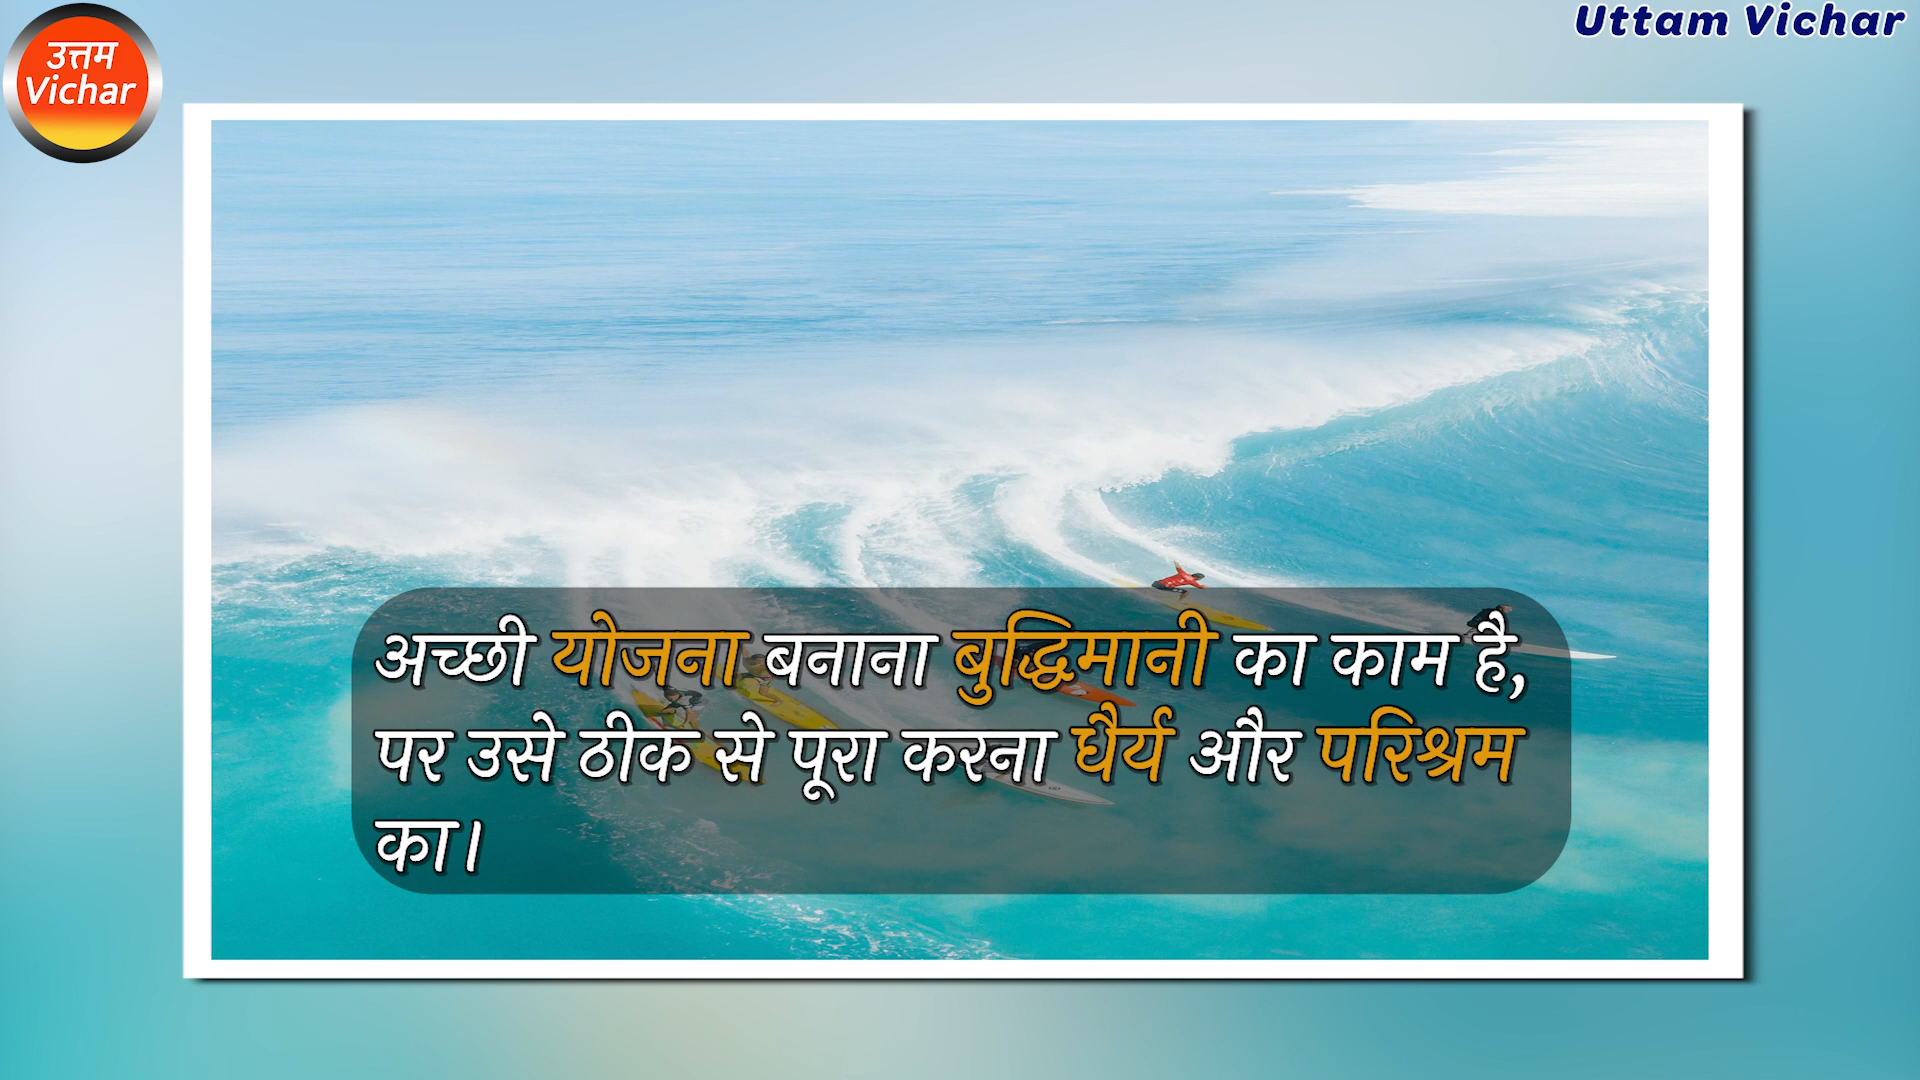 उत्तम
Vichar
Uttam Vichar
अच्छी योजना बनाना बुद्धिमानी का काम है,
पर उसे ठीक से पूरा करना धैर्य और परिश्रम
का।